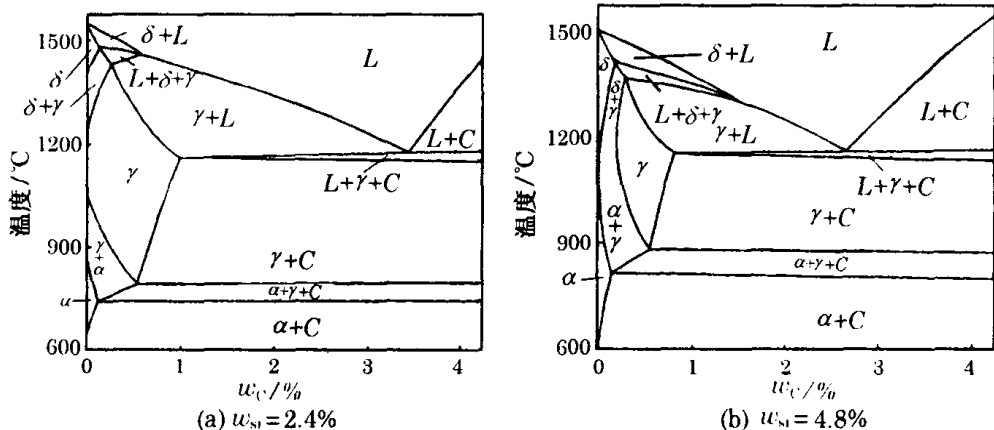 温度/℃
1500
1200
900
600
δ+L
L
δ
L+δ+γ
δ+γ
γ+L
L+C
L+γ+C
γ
γ+α
γ+C
α
α+γ+C
α+C
0
1
2
3
4
w_C/%
(a) w_Si=2.4%
温度/℃
1500
1200
900
600
L
δ+L
δ
δ+γ
L+δ+γ
γ+L
L+C
L+γ+C
γ
γ+C
α+γ
α+γ+C
α
α+C
0
1
2
3
4
w_C/%
(b) w_Si=4.8%